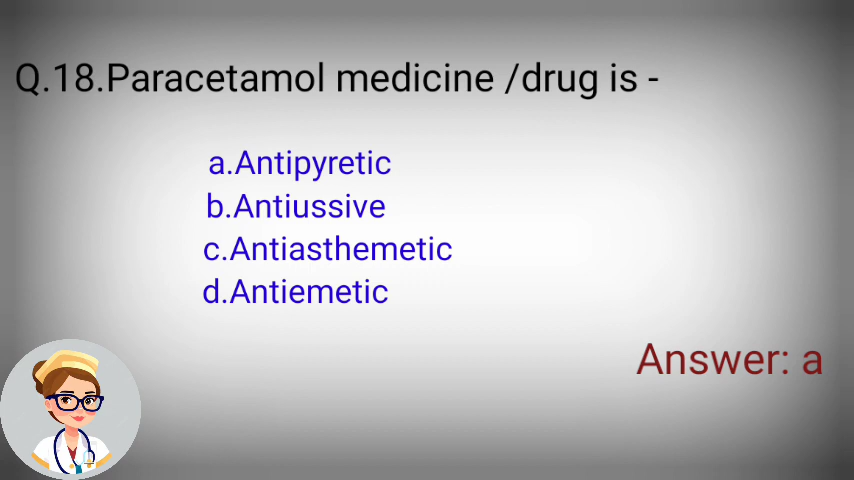 Q.18.Paracetamol medicine /drug is -
a.Antipyretic
b.Antiussive
c.Antiasthemetic
d.Antiemetic
Answer: a